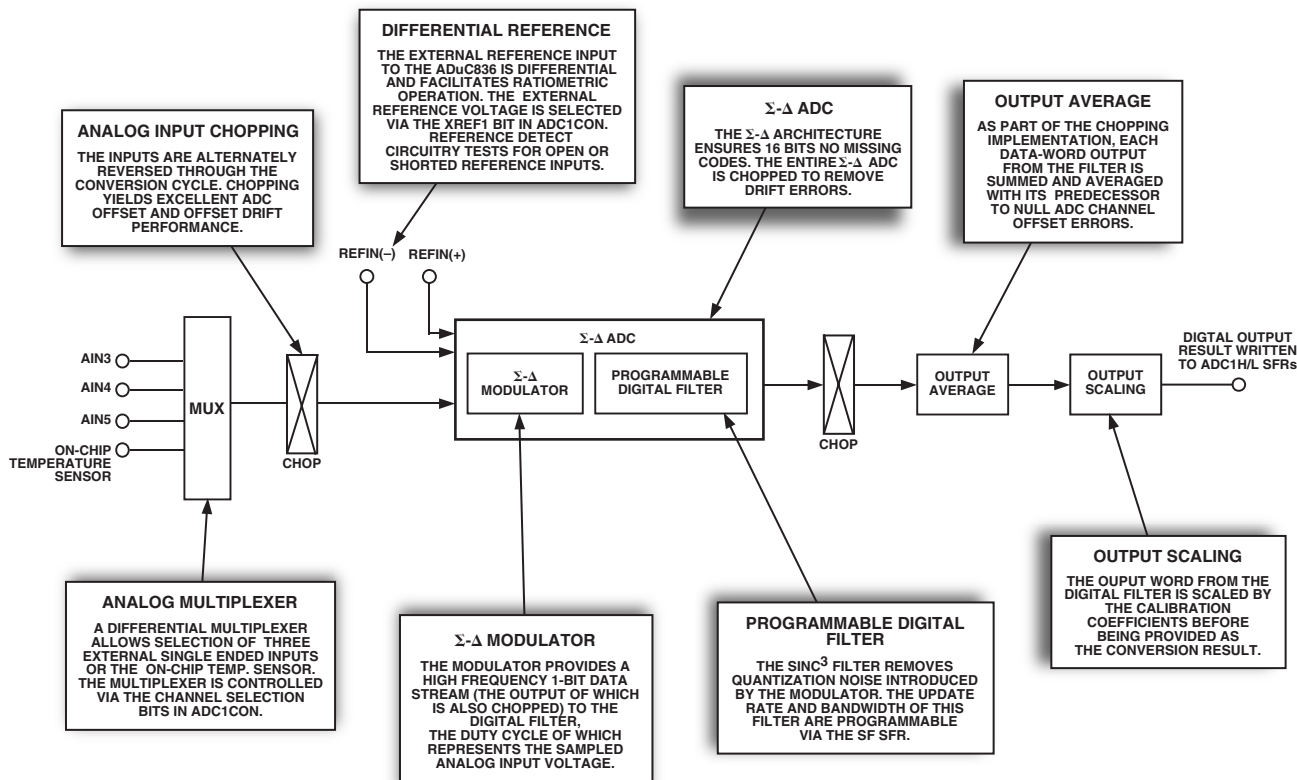 DIFFERENTIAL REFERENCE
THE EXTERNAL REFERENCE INPUT
TO THE ADuC836 IS DIFFERENTIAL
AND FACILITATES RATIOMETRIC
OPERATION. THE EXTERNAL
REFERENCE VOLTAGE IS SELECTED
VIA THE XREF1 BIT IN ADC1CON.
REFERENCE DETECT
CIRCUITRY TESTS FOR OPEN OR
SHORTED REFERENCE INPUTS.
ANALOG INPUT CHOPPING
THE INPUTS ARE ALTERNATELY
REVERSED THROUGH THE
CONVERSION CYCLE. CHOPPING
YIELDS EXCELLENT ADC
OFFSET AND OFFSET DRIFT
PERFORMANCE.
Σ-Δ ADC
THE Σ-Δ ARCHITECTURE
ENSURES 16 BITS NO MISSING
CODES. THE ENTIRE Σ-Δ ADC
IS CHOPPED TO REMOVE
DRIFT ERRORS.
OUTPUT AVERAGE
AS PART OF THE CHOPPING
IMPLEMENTATION, EACH
DATA-WORD OUTPUT
FROM THE FILTER IS
SUMMED AND AVERAGED
WITH ITS PREDECESSOR
TO NULL ADC CHANNEL
OFFSET ERRORS.
REFIN(–) REFIN(+)
AIN3
AIN4
AIN5
ON-CHIP
TEMPERATURE
SENSOR
MUX
CHOP
Σ-Δ ADC
Σ-Δ
MODULATOR
PROGRAMMABLE
DIGITAL FILTER
CHOP
OUTPUT
AVERAGE
OUTPUT
SCALING
DIGTAL OUTPUT
RESULT WRITTEN
TO ADC1H/L SFRs
ANALOG MULTIPLEXER
A DIFFERENTIAL MULTIPLEXER
ALLOWS SELECTION OF THREE
EXTERNAL SINGLE ENDED INPUTS
OR THE ON-CHIP TEMP. SENSOR.
THE MULTIPLEXER IS CONTROLLED
VIA THE CHANNEL SELECTION
BITS IN ADC1CON.
Σ-Δ MODULATOR
THE MODULATOR PROVIDES A
HIGH FREQUENCY 1-BIT DATA
STREAM (THE OUTPUT OF WHICH
IS ALSO CHOPPED) TO THE
DIGITAL FILTER,
THE DUTY CYCLE OF WHICH
REPRESENTS THE SAMPLED
ANALOG INPUT VOLTAGE.
PROGRAMMABLE DIGITAL
FILTER
THE SINC³ FILTER REMOVES
QUANTIZATION NOISE INTRODUCED
BY THE MODULATOR. THE UPDATE
RATE AND BANDWIDTH OF THIS
FILTER ARE PROGRAMMABLE
VIA THE SF SFR.
OUTPUT SCALING
THE OUPUT WORD FROM THE
DIGITAL FILTER IS SCALED BY
THE CALIBRATION
COEFFICIENTS BEFORE
BEING PROVIDED AS
THE CONVERSION RESULT.